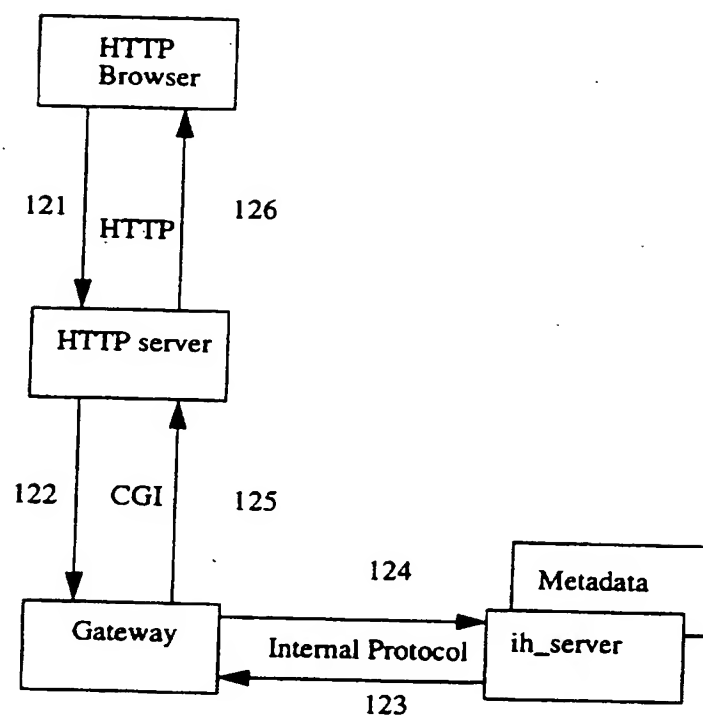 HTTP
Browser
121
HTTP
126
HTTP server
122
CGI
125
124
Metadata
Gateway
Internal Protocol
ih_server
123